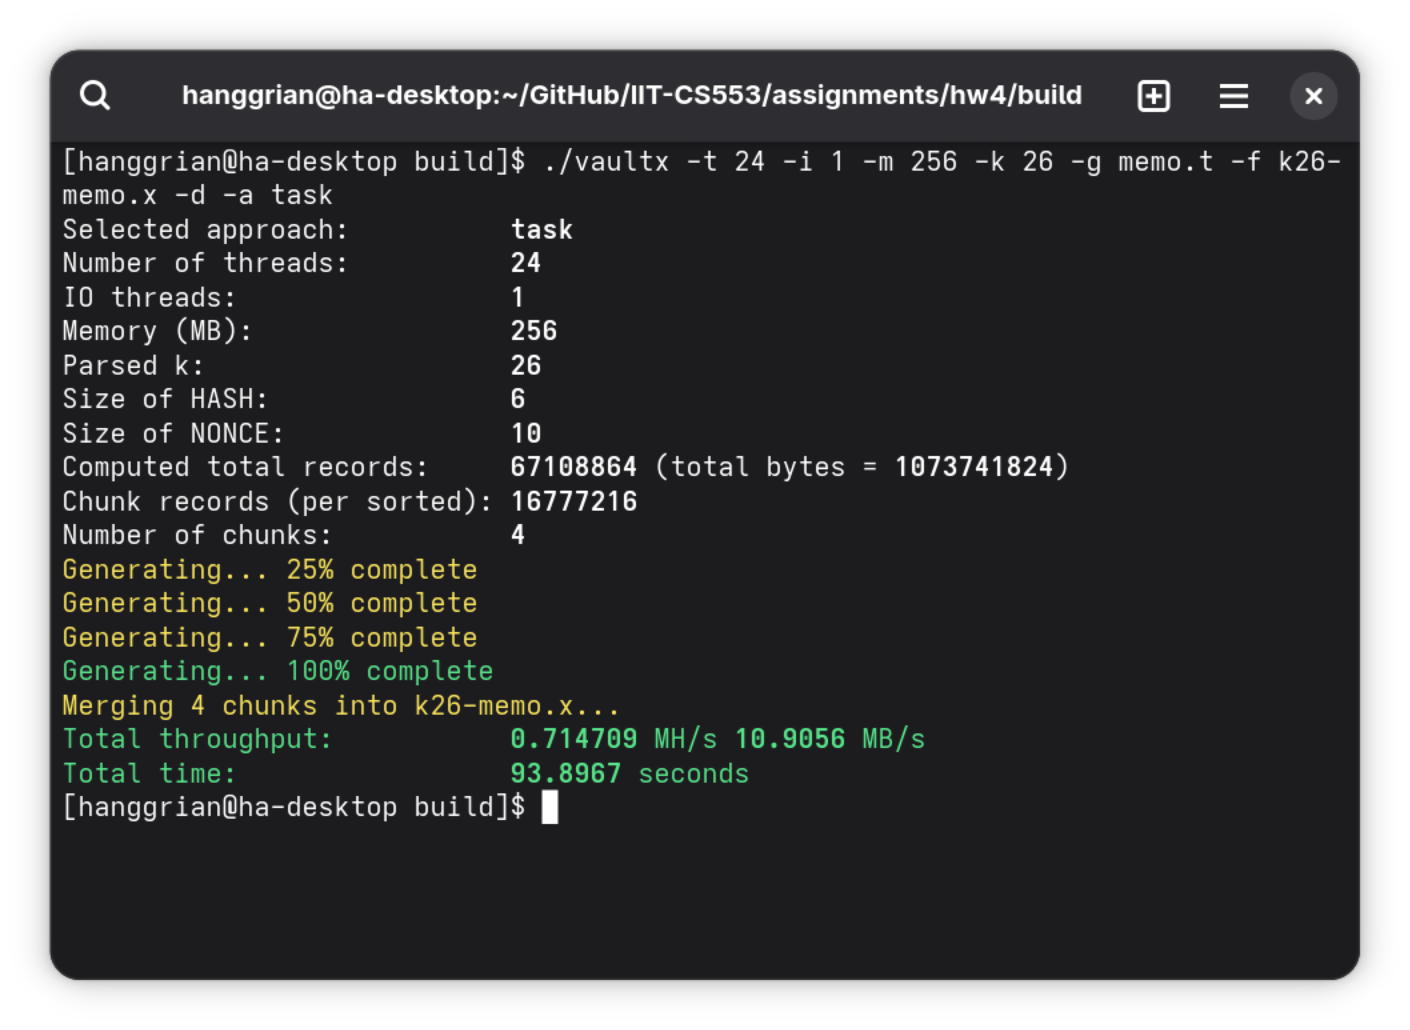 hanggrian@ha-desktop:~/GitHub/IIT-CS553/assignments/hw4/build
[hanggrian@ha-desktop build]$ ./vaultx -t 24 -i 1 -m 256 -k 26 -g memo.t -f k26-
memo.x -d -a task
Selected approach: task
Number of threads: 24
IO threads: 1
Memory (MB): 256
Parsed k: 26
Size of HASH: 6
Size of NONCE: 10
Computed total records: 67108864 (total bytes = 1073741824)
Chunk records (per sorted): 16777216
Number of chunks: 4
Generating... 25% complete
Generating... 50% complete
Generating... 75% complete
Generating... 100% complete
Merging 4 chunks into k26-memo.x...
Total throughput: 0.714709 MH/s 10.9056 MB/s
Total time: 93.8967 seconds
[hanggrian@ha-desktop build]$